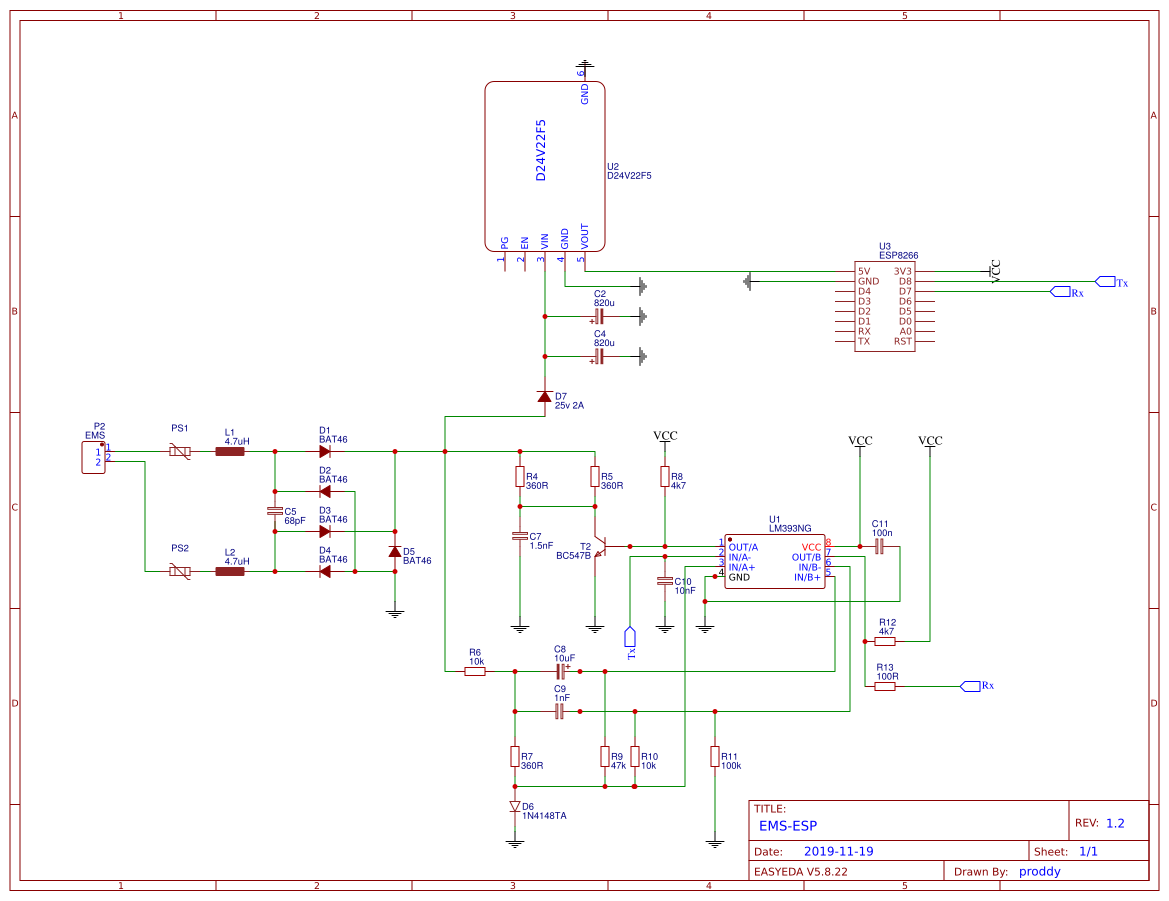 1 2 3 4 5
A
B
C
D
A
B
C
D
6
GND
D24V22F5
U2
D24V22F5
PG
EN
VIN
GND
VOUT
1 2 3 4 5
U3
ESP8266
5V 3V3
GND D8
D4 D7
D3 D6
D2 D5
D1 D0
RX A0
TX RST
VCC
Tx
Rx
C2
820u
+
C4
820u
+
D7
25v 2A
P2
EMS
1 1
2 2
PS1
L1
4.7uH
D1
BAT46
D2
BAT46
C5
68pF
D3
BAT46
PS2
L2
4.7uH
D4
BAT46
D5
BAT46
R4
360R
R5
360R
C7
1.5nF
T2
BC547B
VCC
R8
4k7
C10
10nF
Tx
U1
LM393NG
1 OUT/A VCC 8
2 IN/A- OUT/B 7
3 IN/A+ IN/B- 6
4 GND IN/B+ 5
VCC
VCC
C11
100n
R12
4k7
R13
100R
Rx
R6
10k
C8
10uF
+
C9
1nF
R7
360R
R9
47k
R10
10k
R11
100k
D6
1N4148TA
TITLE:
EMS-ESP
REV: 1.2
Date: 2019-11-19
Sheet: 1/1
EASYEDA V5.8.22
Drawn By: proddy
1 2 3 4 5